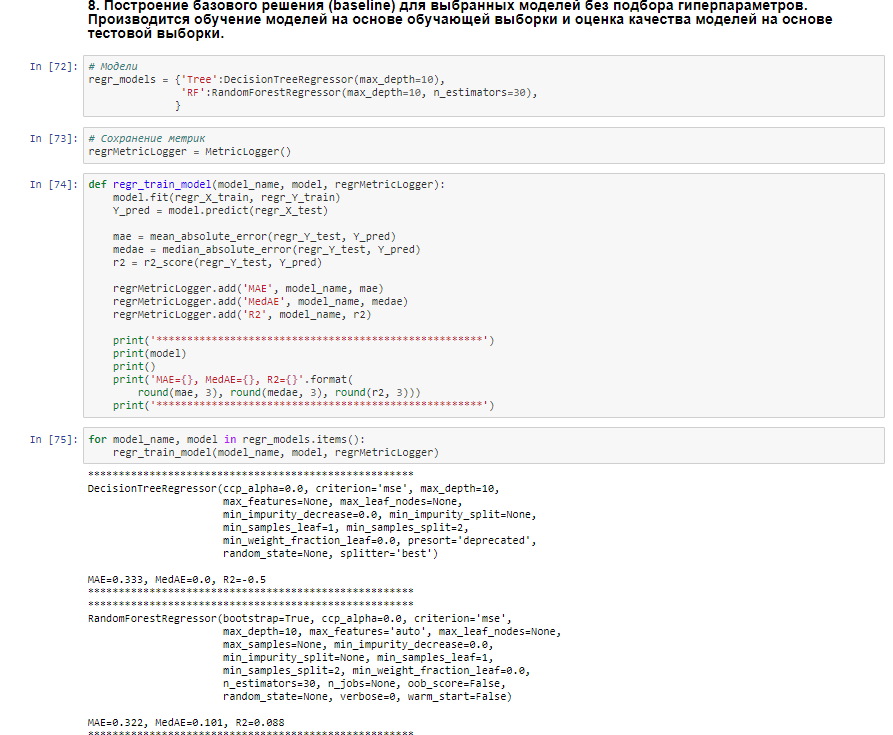 8. Построение базового решения (baseline) для выбранных моделей без подбора гиперпараметров.
Производится обучение моделей на основе обучающей выборки и оценка качества моделей на основе
тестовой выборки.
In [72]: # Модели
regr_models = {'Tree':DecisionTreeRegressor(max_depth=10),
'RF':RandomForestRegressor(max_depth=10, n_estimators=30),
}
In [73]: # Сохранение метрик
regrMetricLogger = MetricLogger()
In [74]: def regr_train_model(model_name, model, regrMetricLogger):
model.fit(regr_X_train, regr_Y_train)
Y_pred = model.predict(regr_X_test)
mae = mean_absolute_error(regr_Y_test, Y_pred)
medae = median_absolute_error(regr_Y_test, Y_pred)
r2 = r2_score(regr_Y_test, Y_pred)
regrMetricLogger.add('MAE', model_name, mae)
regrMetricLogger.add('MedAE', model_name, medae)
regrMetricLogger.add('R2', model_name, r2)
print('*****************************************************')
print(model)
print()
print('MAE={}, MedAE={}, R2={}'.format(
round(mae, 3), round(medae, 3), round(r2, 3)))
print('*****************************************************')
In [75]: for model_name, model in regr_models.items():
regr_train_model(model_name, model, regrMetricLogger)
*****************************************************
DecisionTreeRegressor(ccp_alpha=0.0, criterion='mse', max_depth=10,
max_features=None, max_leaf_nodes=None,
min_impurity_decrease=0.0, min_impurity_split=None,
min_samples_leaf=1, min_samples_split=2,
min_weight_fraction_leaf=0.0, presort='deprecated',
random_state=None, splitter='best')
MAE=0.333, MedAE=0.0, R2=-0.5
*****************************************************
*****************************************************
RandomForestRegressor(bootstrap=True, ccp_alpha=0.0, criterion='mse',
max_depth=10, max_features='auto', max_leaf_nodes=None,
max_samples=None, min_impurity_decrease=0.0,
min_impurity_split=None, min_samples_leaf=1,
min_samples_split=2, min_weight_fraction_leaf=0.0,
n_estimators=30, n_jobs=None, oob_score=False,
random_state=None, verbose=0, warm_start=False)
MAE=0.322, MedAE=0.101, R2=0.088
*****************************************************